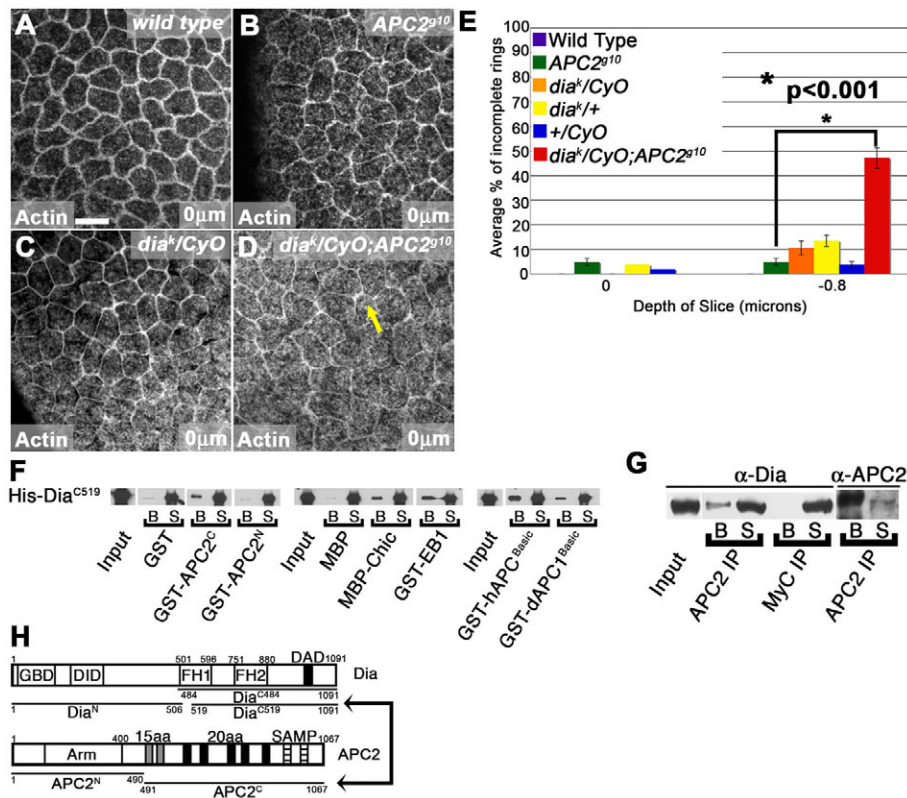 A
wild type
Actin
0μm
B
APC2g10
Actin
0μm
C
diak/CyO
Actin
0μm
D
diak/CyO;APC2g10
Actin
0μm
E
Average % of incomplete rings
100
90
80
70
60
50
40
30
20
10
0
Wild Type
APC2g10
diak/CyO
diak/+
+/CyO
diak/CyO;APC2g10
* p<0.001
*
0
-0.8
Depth of Slice (microns)
F
His-DiaC519
B S B S B S B S B S B S B S B S
Input
GST
GST-APC2C
GST-APC2N
Input
MBP
MBP-Chic
GST-EB1
Input
GST-hAPC Basic
GST-dAPC1Basic
G
α-Dia
α-APC2
B S B S B S
Input
APC2 IP
MyC IP
APC2 IP
H
1 501 596 751 880 DAD 1091
GBD DID FH1 FH2 Dia
484 DiaC484 1091
1 DiaN 506 519 DiaC519 1091
1 400 15aa 20aa SAMP 1067
Arm APC2
1 APC2N 490
491 APC2C 1067